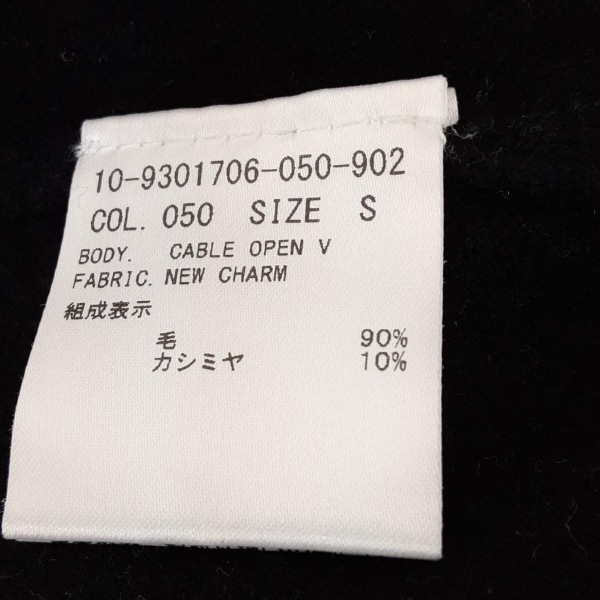 10-9301706-050-902
COL. 050 SIZE S
BODY. CABLE OPEN V
FABRIC. NEW CHARM
組成表示
毛 90%
カシミヤ 10%